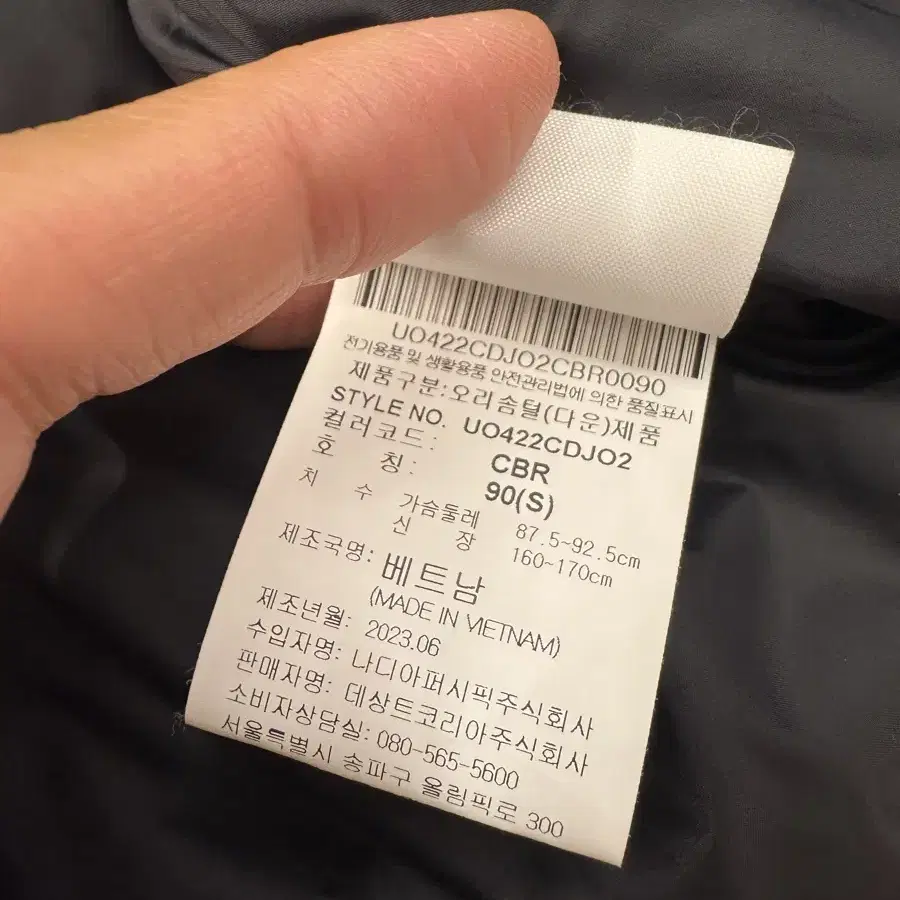 UO422CDJO2CBR0090
전기용품 및 생활용품 안전관리법에 의한 품질표시
제품구분:오리솜털(다운)제품
STYLE NO. UO422CDJO2
컬러코드: CBR
호 칭: 90(S)
치 수 가슴둘레 87.5~92.5cm
신 장 160~170cm
제조국명: 베트남
(MADE IN VIETNAM)
제조년월: 2023.06
수입자명: 나디아퍼시픽주식회사
판매자명: 데상트코리아주식회사
소비자상담실: 080-565-5600
서울특별시 송파구 올림픽로 300